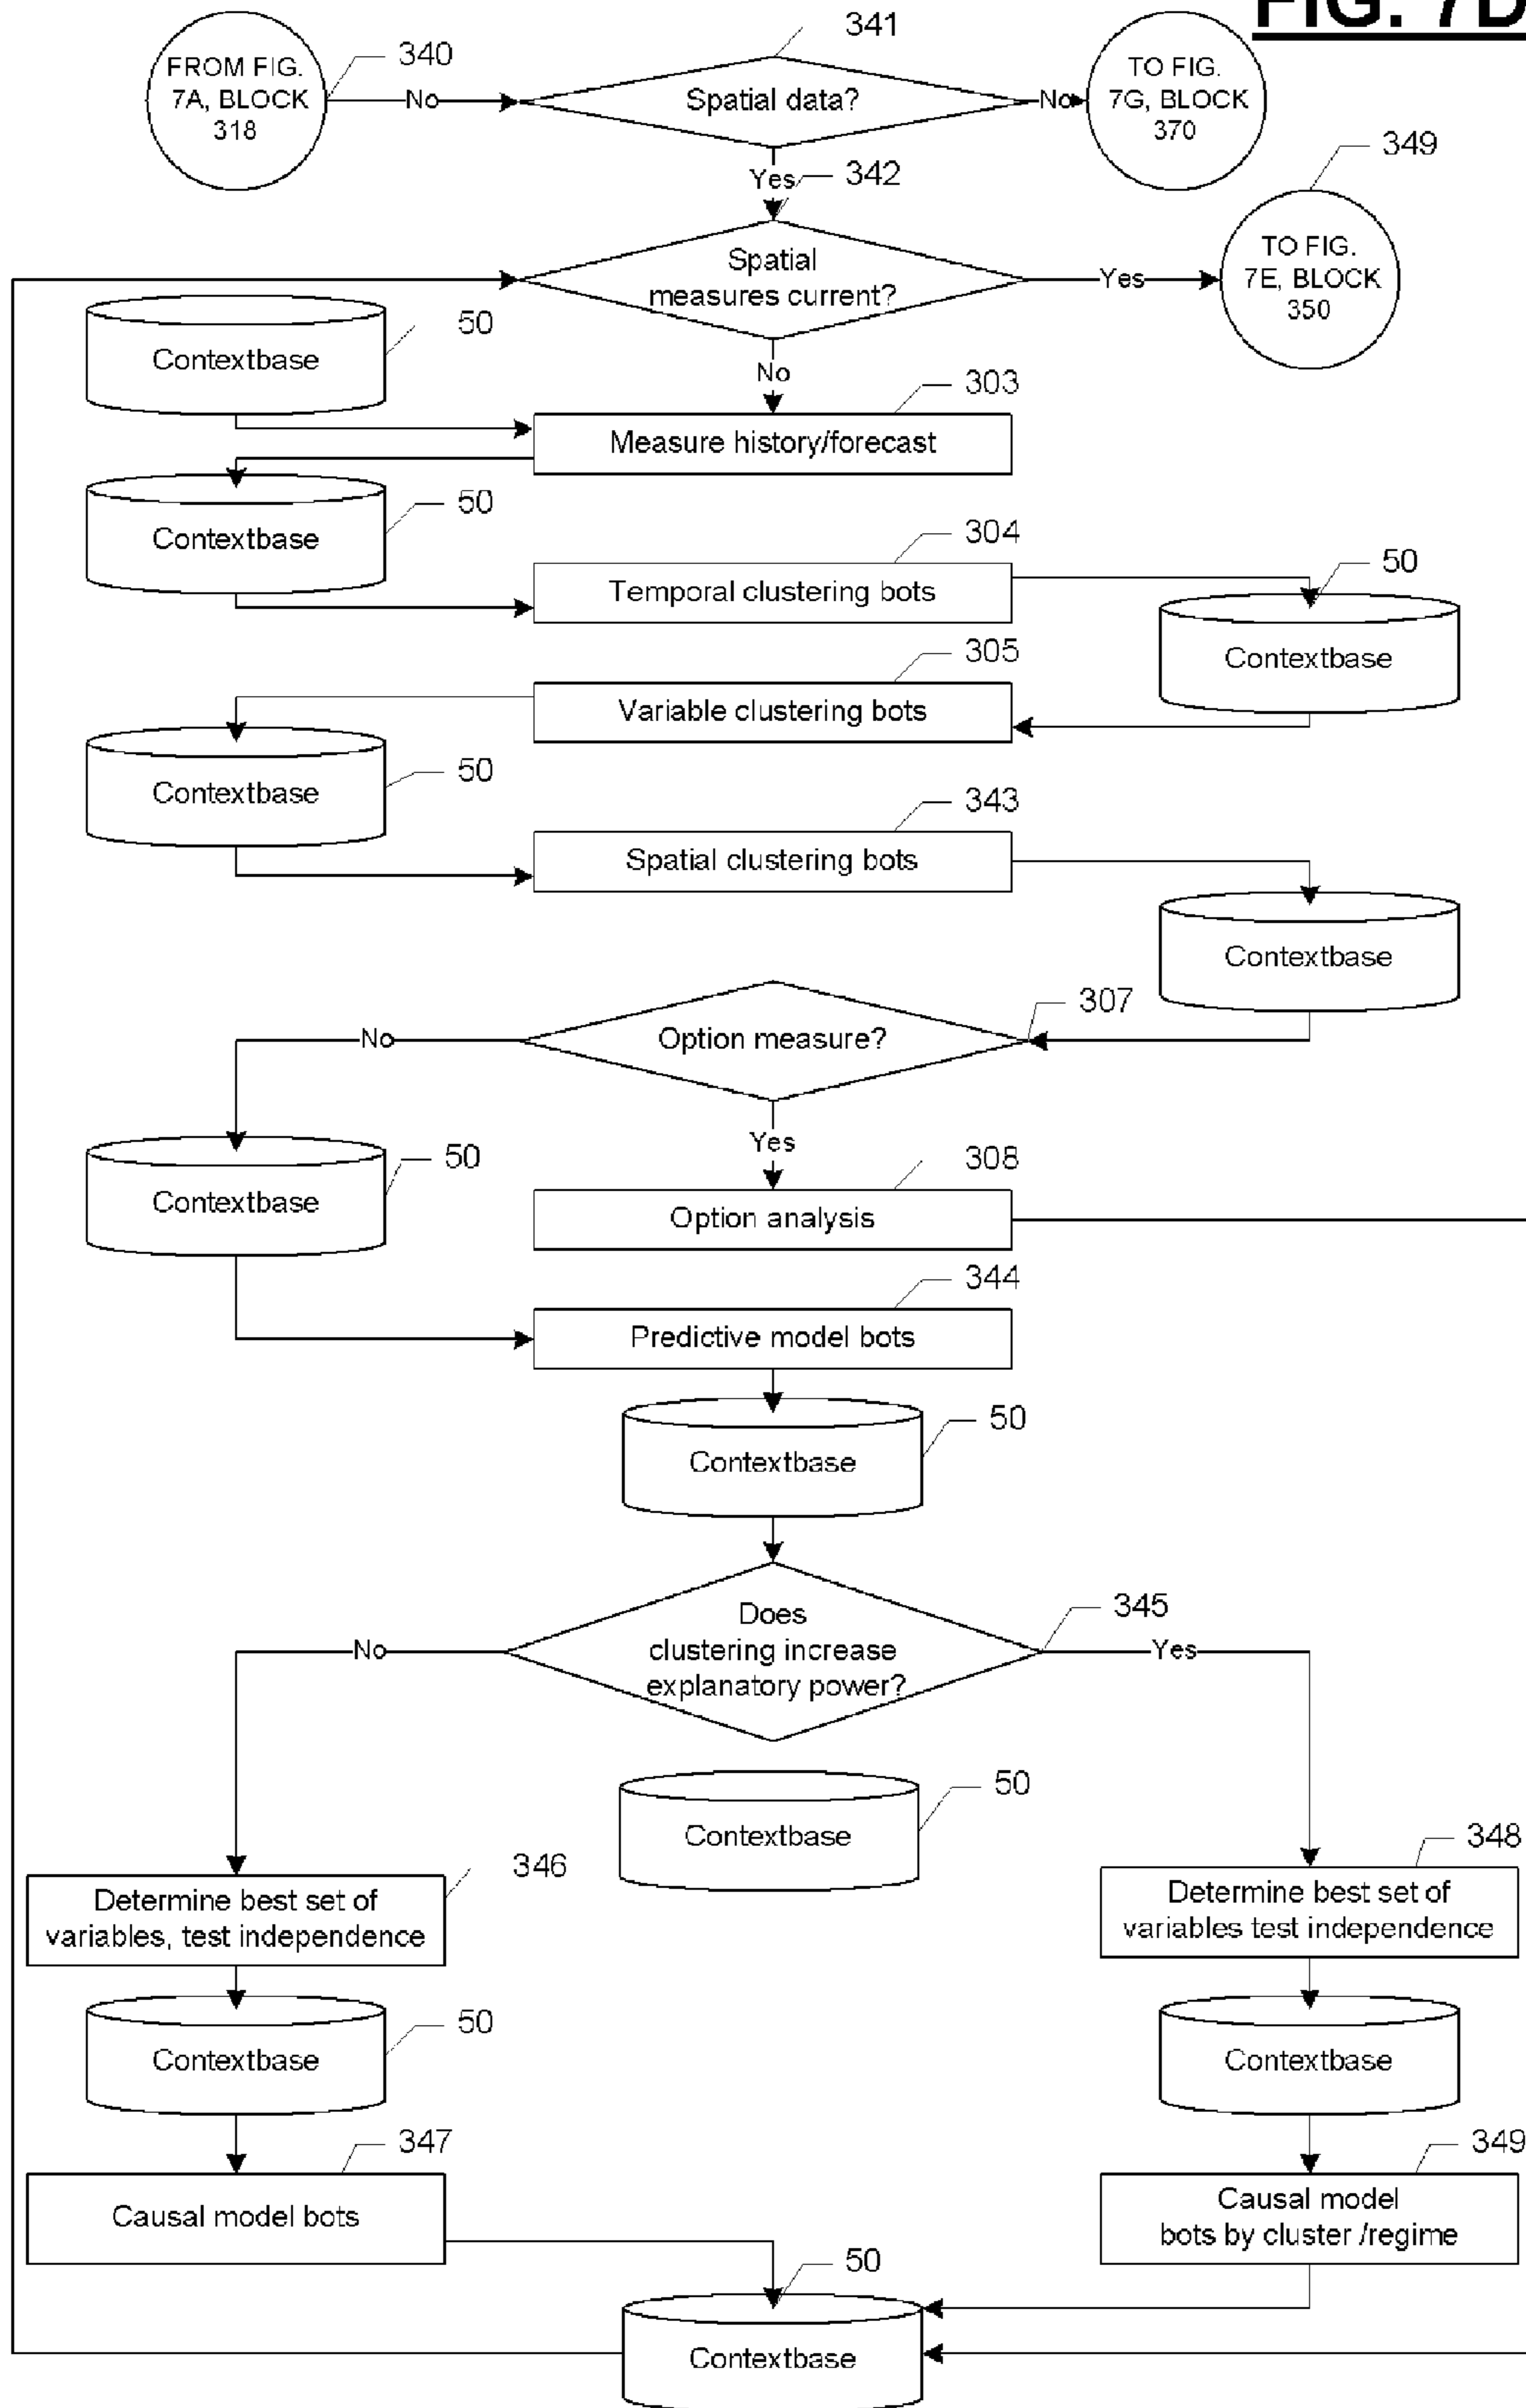 FIG. 7D
FROM FIG.
7A, BLOCK
318
340
No
341
Spatial data?
No
TO FIG.
7G, BLOCK
370
Yes
342
349
Spatial
measures current?
Yes
TO FIG.
7E, BLOCK
350
Contextbase
50
No
303
Measure history/forecast
Contextbase
50
304
Temporal clustering bots
50
Contextbase
305
Variable clustering bots
Contextbase
50
343
Spatial clustering bots
Contextbase
307
Option measure?
No
Yes
Contextbase
50
308
Option analysis
344
Predictive model bots
50
Contextbase
Does
clustering increase
explanatory power?
345
No
Yes
50
Contextbase
346
Determine best set of
variables, test independence
348
Determine best set of
variables test independence
Contextbase
50
Contextbase
347
Causal model bots
349
Causal model
bots by cluster /regime
50
Contextbase